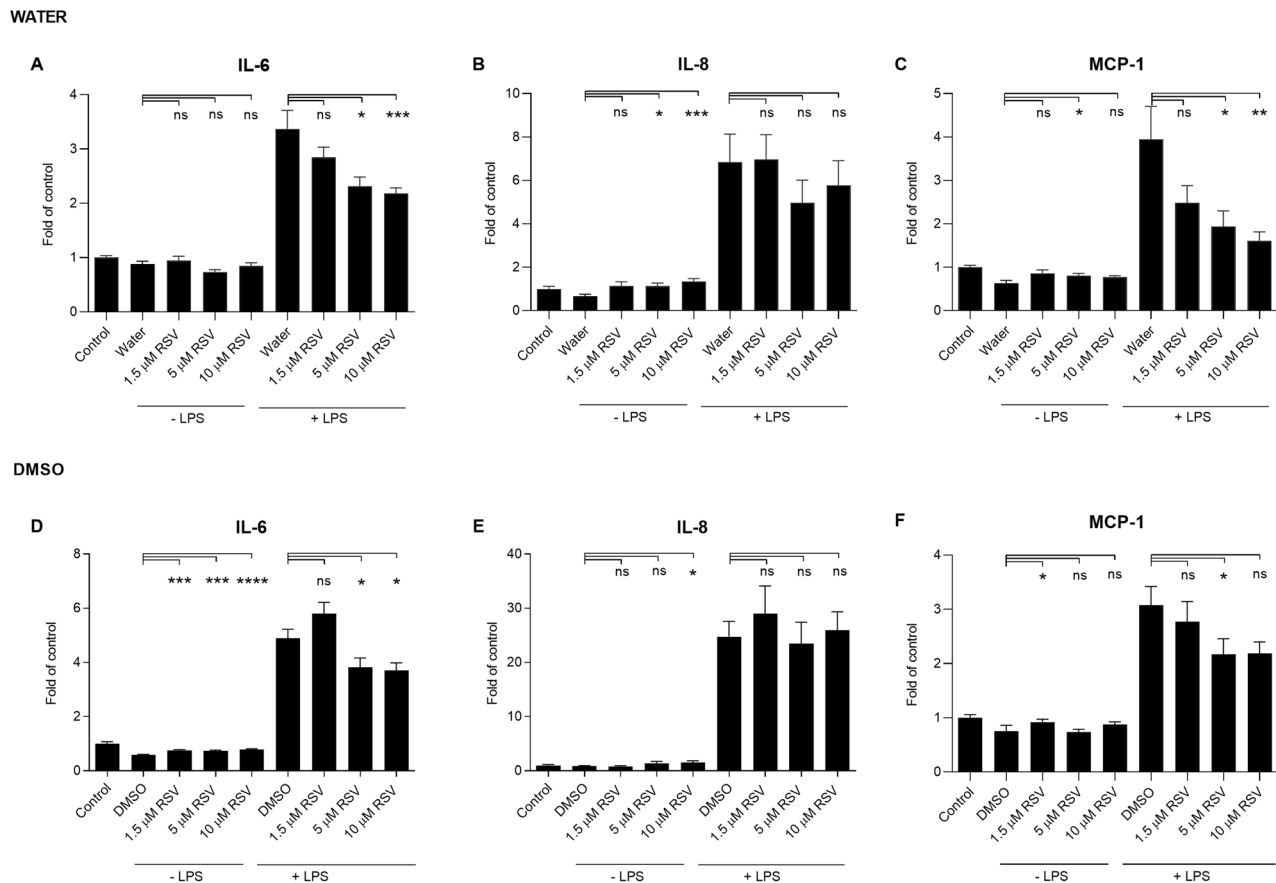 WATER
A
IL-6
4
3
2
1
0
Fold of control
ns ns ns ns * ***
Control Water 1.5 µM RSV 5 µM RSV 10 µM RSV Water 1.5 µM RSV 5 µM RSV 10 µM RSV
- LPS + LPS
B
IL-8
10
8
6
4
2
0
Fold of control
ns * *** ns ns ns
Control Water 1.5 µM RSV 5 µM RSV 10 µM RSV Water 1.5 µM RSV 5 µM RSV 10 µM RSV
- LPS + LPS
C
MCP-1
5
4
3
2
1
0
Fold of control
ns * ns ns * **
Control Water 1.5 µM RSV 5 µM RSV 10 µM RSV Water 1.5 µM RSV 5 µM RSV 10 µM RSV
- LPS + LPS
DMSO
D
IL-6
8
6
4
2
0
Fold of control
*** *** **** ns * *
Control DMSO 1.5 µM RSV 5 µM RSV 10 µM RSV DMSO 1.5 µM RSV 5 µM RSV 10 µM RSV
- LPS + LPS
E
IL-8
40
30
20
10
0
Fold of control
ns ns * ns ns ns
Control DMSO 1.5 µM RSV 5 µM RSV 10 µM RSV DMSO 1.5 µM RSV 5 µM RSV 10 µM RSV
- LPS + LPS
F
MCP-1
4
3
2
1
0
Fold of control
* ns ns ns * ns
Control DMSO 1.5 µM RSV 5 µM RSV 10 µM RSV DMSO 1.5 µM RSV 5 µM RSV 10 µM RSV
- LPS + LPS